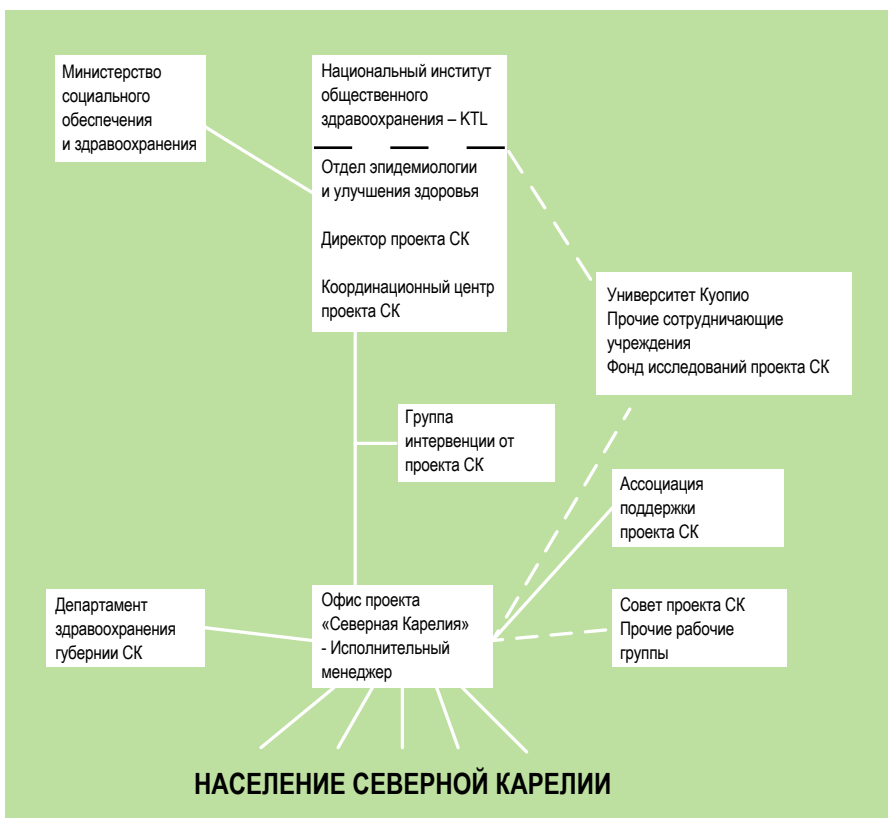 Министерство
социального
обеспечения
и здравоохранения
Национальный институт
общественного
здравоохранения – KTL
Отдел эпидемиологии
и улучшения здоровья
Директор проекта СК
Координационный центр
проекта СК
Университет Куопио
Прочие сотрудничающие
учреждения
Фонд исследований проекта СК
Группа
интервенции от
проекта СК
Ассоциация
поддержки
проекта СК
Департамент
здравоохранения
губернии СК
Офис проекта
«Северная Карелия»
- Исполнительный
менеджер
Совет проекта СК
Прочие рабочие
группы
НАСЕЛЕНИЕ СЕВЕРНОЙ КАРЕЛИИ